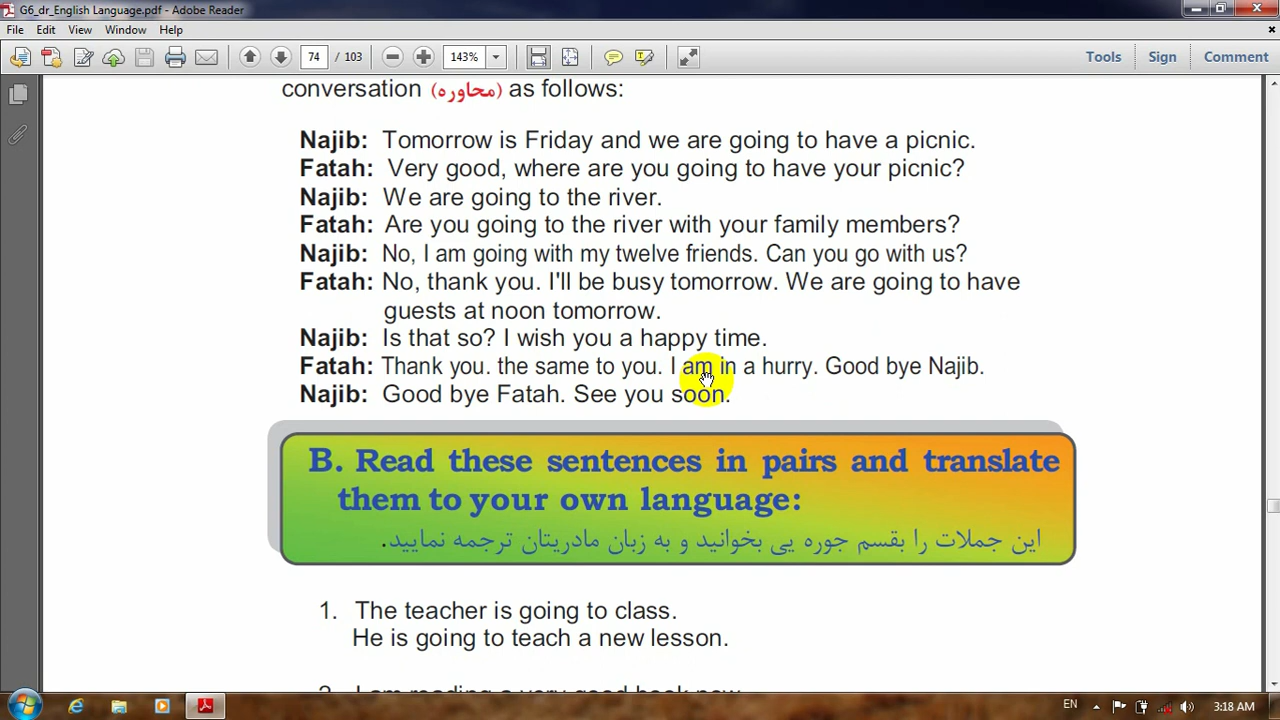 G6_dr_English Language.pdf - Adobe Reader
File Edit View Window Help
74 / 103 143% Tools Sign Comment
conversation (محاوره) as follows:
Najib: Tomorrow is Friday and we are going to have a picnic.
Fatah: Very good, where are you going to have your picnic?
Najib: We are going to the river.
Fatah: Are you going to the river with your family members?
Najib: No, I am going with my twelve friends. Can you go with us?
Fatah: No, thank you. I'll be busy tomorrow. We are going to have
guests at noon tomorrow.
Najib: Is that so? I wish you a happy time.
Fatah: Thank you. the same to you. I am in a hurry. Good bye Najib.
Najib: Good bye Fatah. See you soon.
B. Read these sentences in pairs and translate
them to your own language:
این جملات را بقسم جوره یی بخوانید و به زبان مادریتان ترجمه نمایید.
1. The teacher is going to class.
He is going to teach a new lesson.
2. I am reading a very good book now
EN 3:18 AM